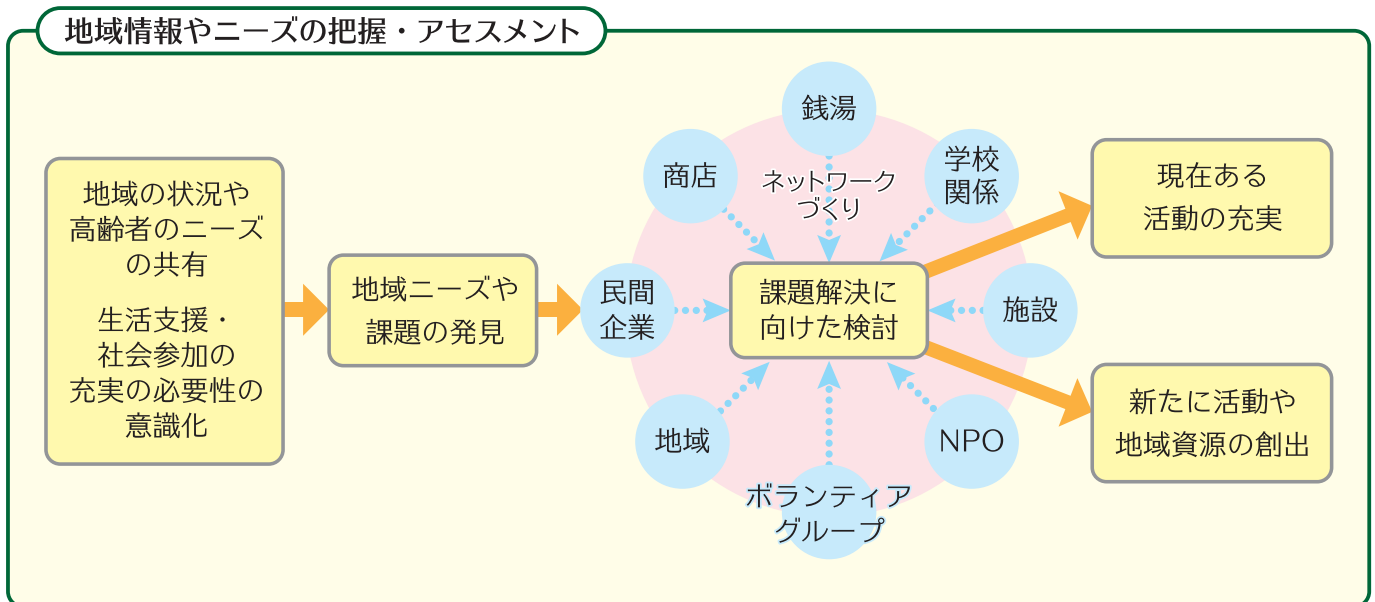 地域情報やニーズの把握・アセスメント
地域の状況や
高齢者のニーズ
の共有
生活支援・
社会参加の
充実の必要性の
意識化
地域ニーズや
課題の発見
銭湯
商店
学校
関係
ネットワーク
づくり
民間
企業
課題解決に
向けた検討
施設
地域
NPO
ボランティア
グループ
現在ある
活動の充実
新たに活動や
地域資源の創出